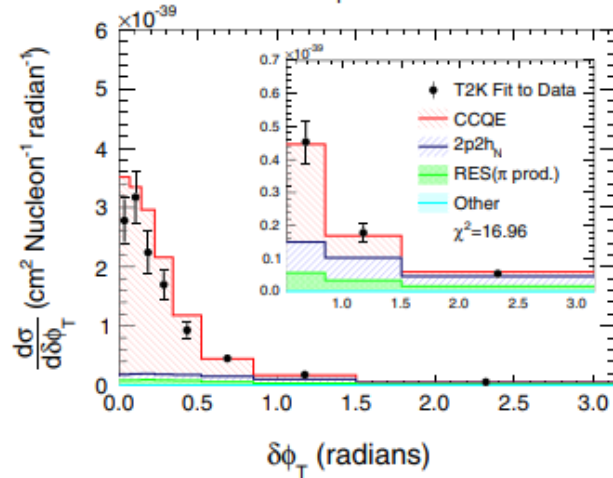 ×10⁻³⁹
6
5
4
3
2
1
0
0.0 0.5 1.0 1.5 2.0 2.5 3.0
dσ/dδϕ_T (cm² Nucleon⁻¹ radian⁻¹)
δϕ_T (radians)
×10⁻³⁹
0.7
0.6
0.5
0.4
0.3
0.2
0.1
0.0
1.0 1.5 2.0 2.5 3.0
T2K Fit to Data
CCQE
2p2h_N
RES(π prod.)
Other
χ²=16.96